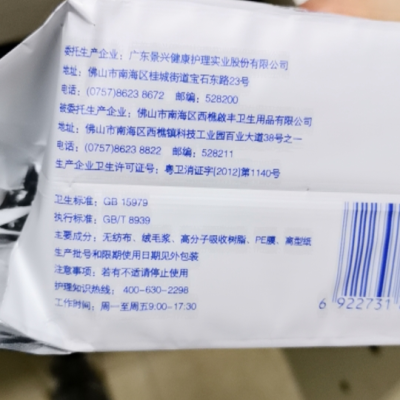 委托生产企业：广东景兴健康护理实业股份有限公司
地址：佛山市南海区桂城街道宝石东路23号
电话：(0757)8623 8672 邮编：528200
被委托生产企业：佛山市南海区西樵啟丰卫生用品有限公司
地址：佛山市南海区西樵镇科技工业园百业大道38号之一
电话：(0757)8623 8822 邮编：528211
生产企业卫生许可证号：粤卫消证字[2012]第1140号
卫生标准：GB 15979
执行标准：GB/T 8939
主要成分：无纺布、绒毛浆、高分子吸收树脂、PE膜、离型纸
生产批号和限期使用日期见外包装
注意事项：若有不适请停止使用
护理知识热线：400-630-2298
工作时间：周一至周五9:00-17:30
6 922731